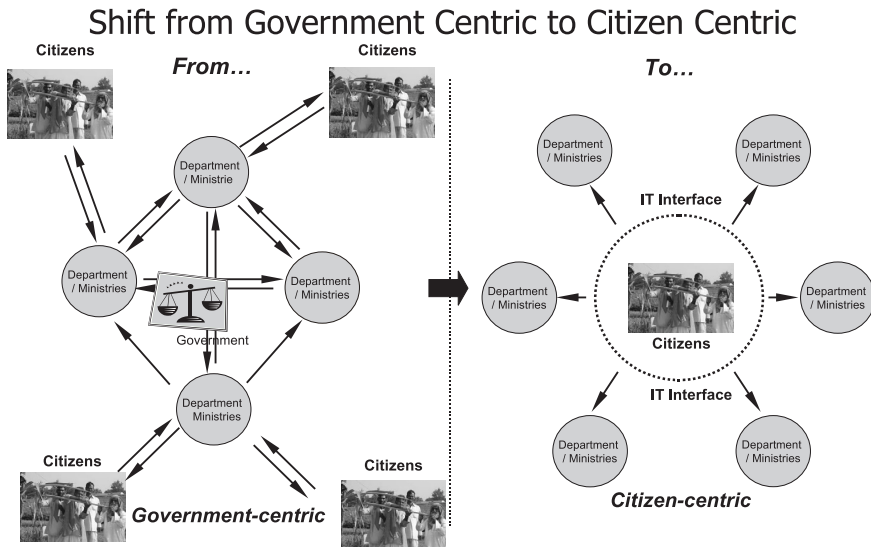 Shift from Government Centric to Citizen Centric
Citizens
From...
Citizens
Department
/ Ministrie
Department
/ Ministries
Department
/ Ministries
Government
Department
Ministries
Citizens
Citizens
Government-centric
To...
Department
/ Ministries
Department
/ Ministries
IT Interface
Department
/ Ministries
Citizens
Department
/ Ministries
IT Interface
Department
/ Ministries
Department
/ Ministries
Citizen-centric